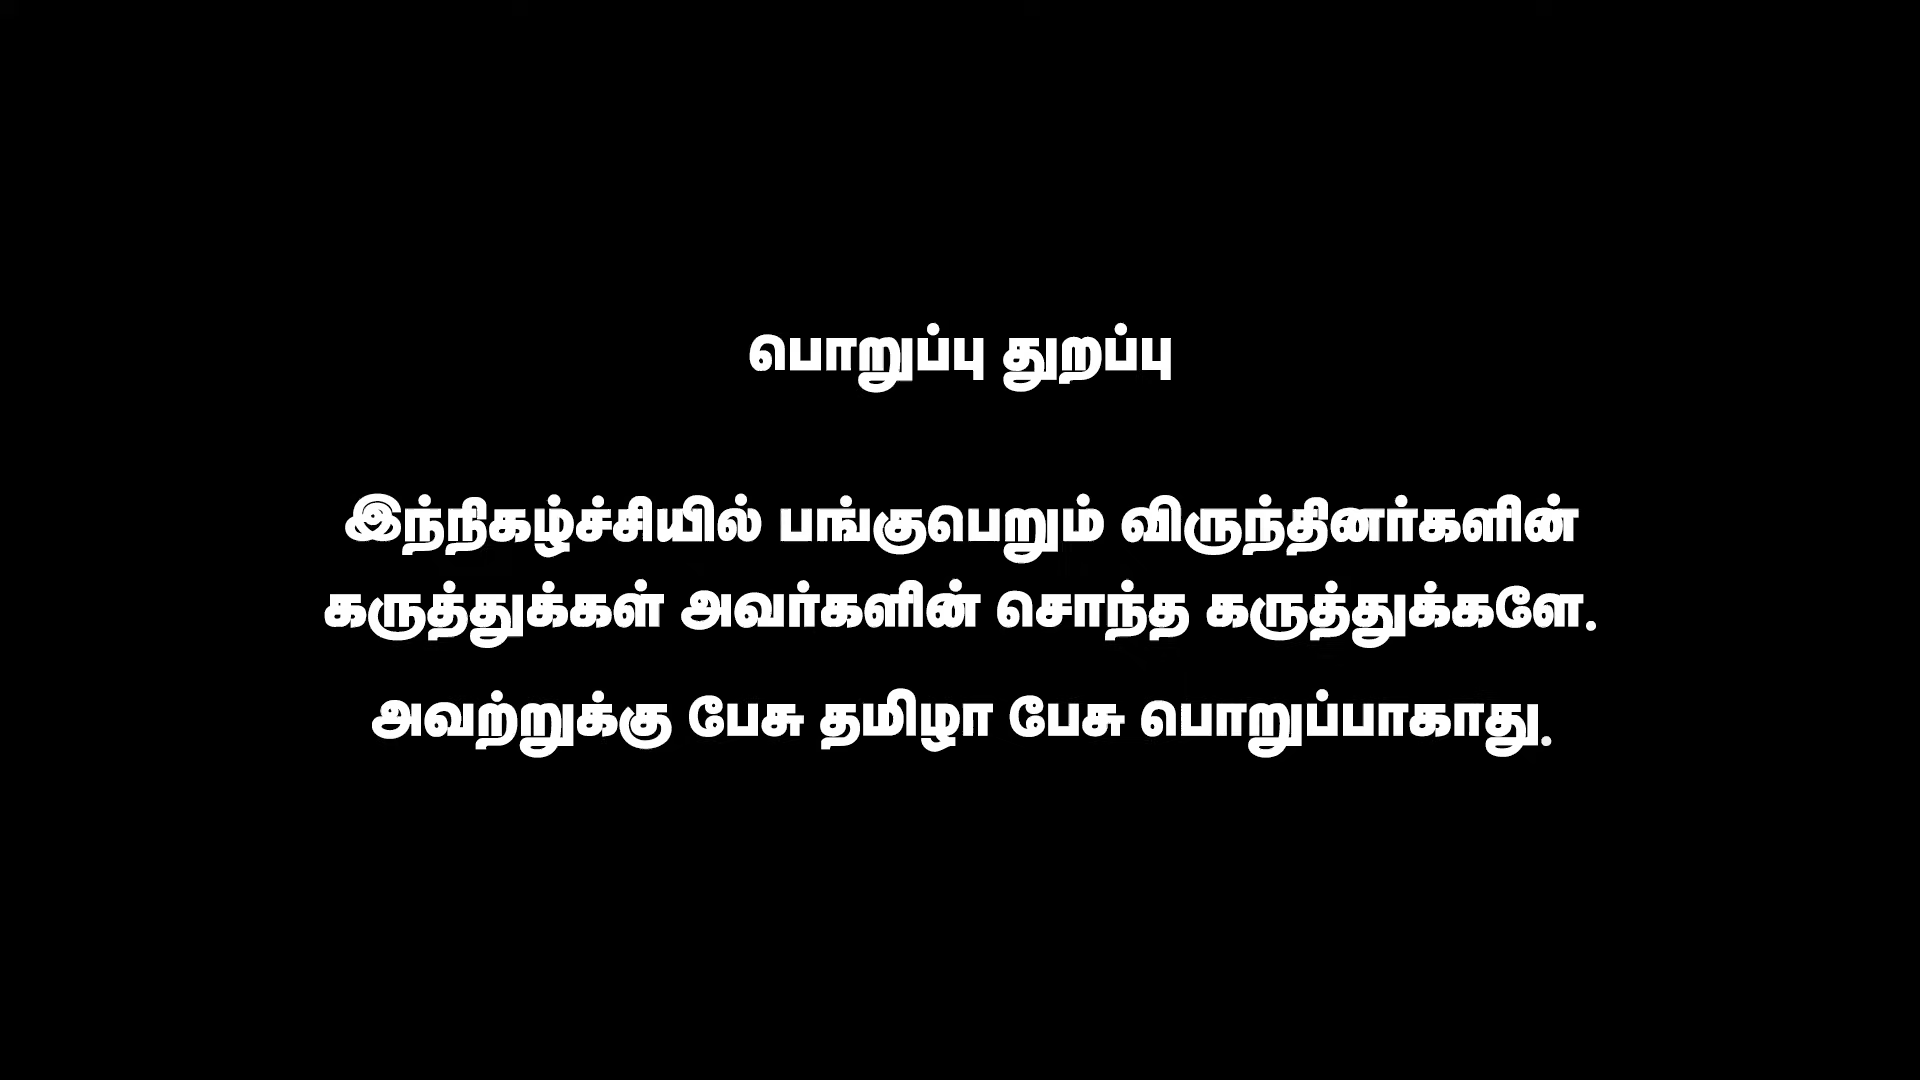 பொறுப்பு துறப்பு
இந்நிகழ்ச்சியில் பங்குபெறும் விருந்தினர்களின்
கருத்துக்கள் அவர்களின் சொந்த கருத்துக்களே.
அவற்றுக்கு பேசு தமிழா பேசு பொறுப்பாகாது.